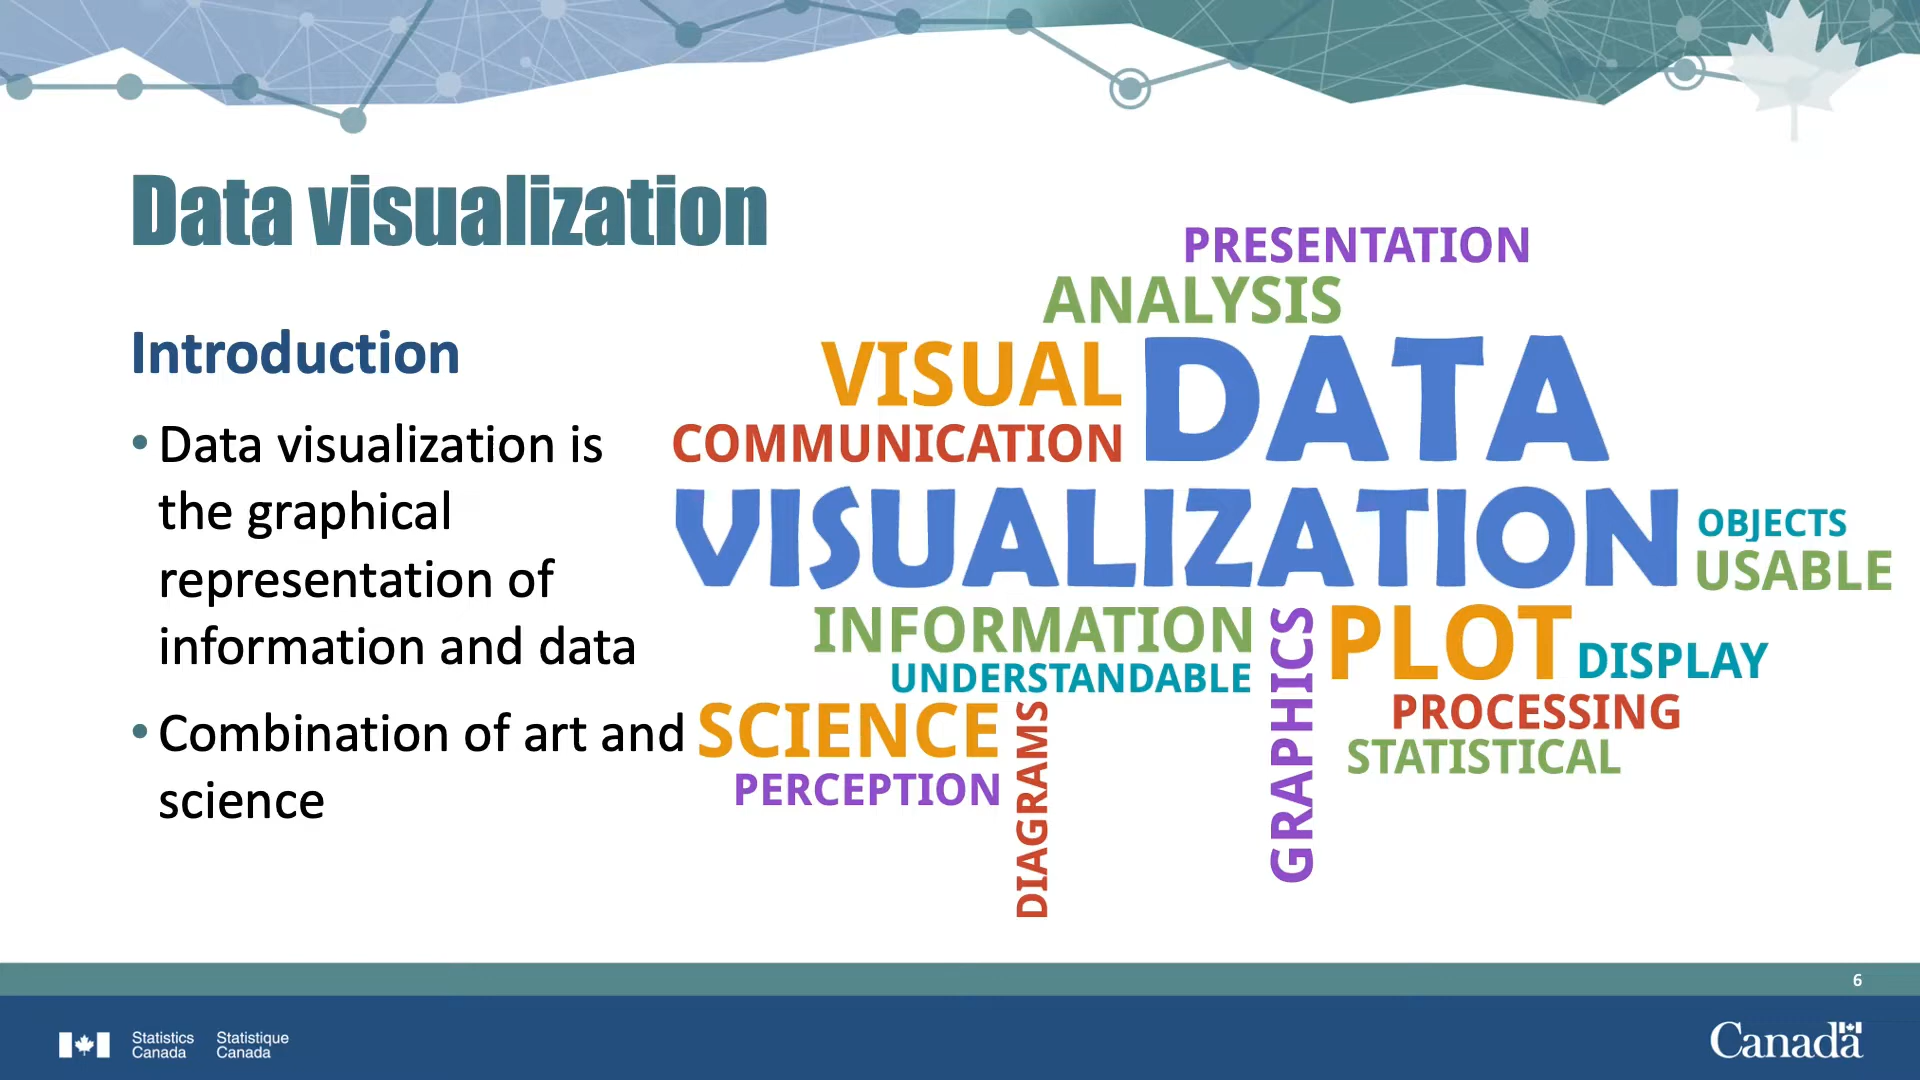 Data visualization
Introduction
• Data visualization is
the graphical
representation of
information and data
• Combination of art and
science
PRESENTATION
ANALYSIS
VISUAL
DATA
COMMUNICATION
VISUALIZATION
OBJECTS
USABLE
INFORMATION
UNDERSTANDABLE
GRAPHICS
PLOT
DISPLAY
PROCESSING
STATISTICAL
SCIENCE
PERCEPTION
DIAGRAMS
6
Statistics
Canada
Statistique
Canada
Canada